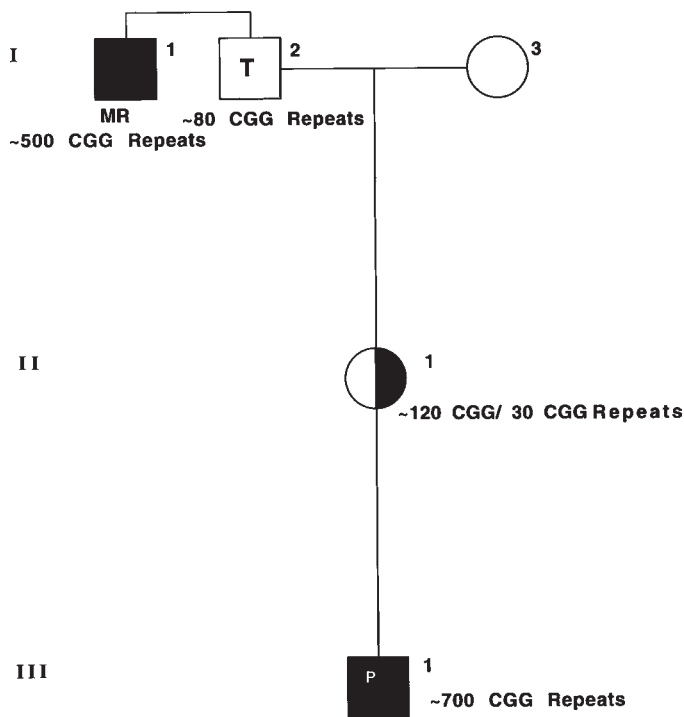 I
1
T
2
3
MR
~80 CGG Repeats
~500 CGG Repeats
II
1
~120 CGG/ 30 CGG Repeats
III
P
1
~700 CGG Repeats